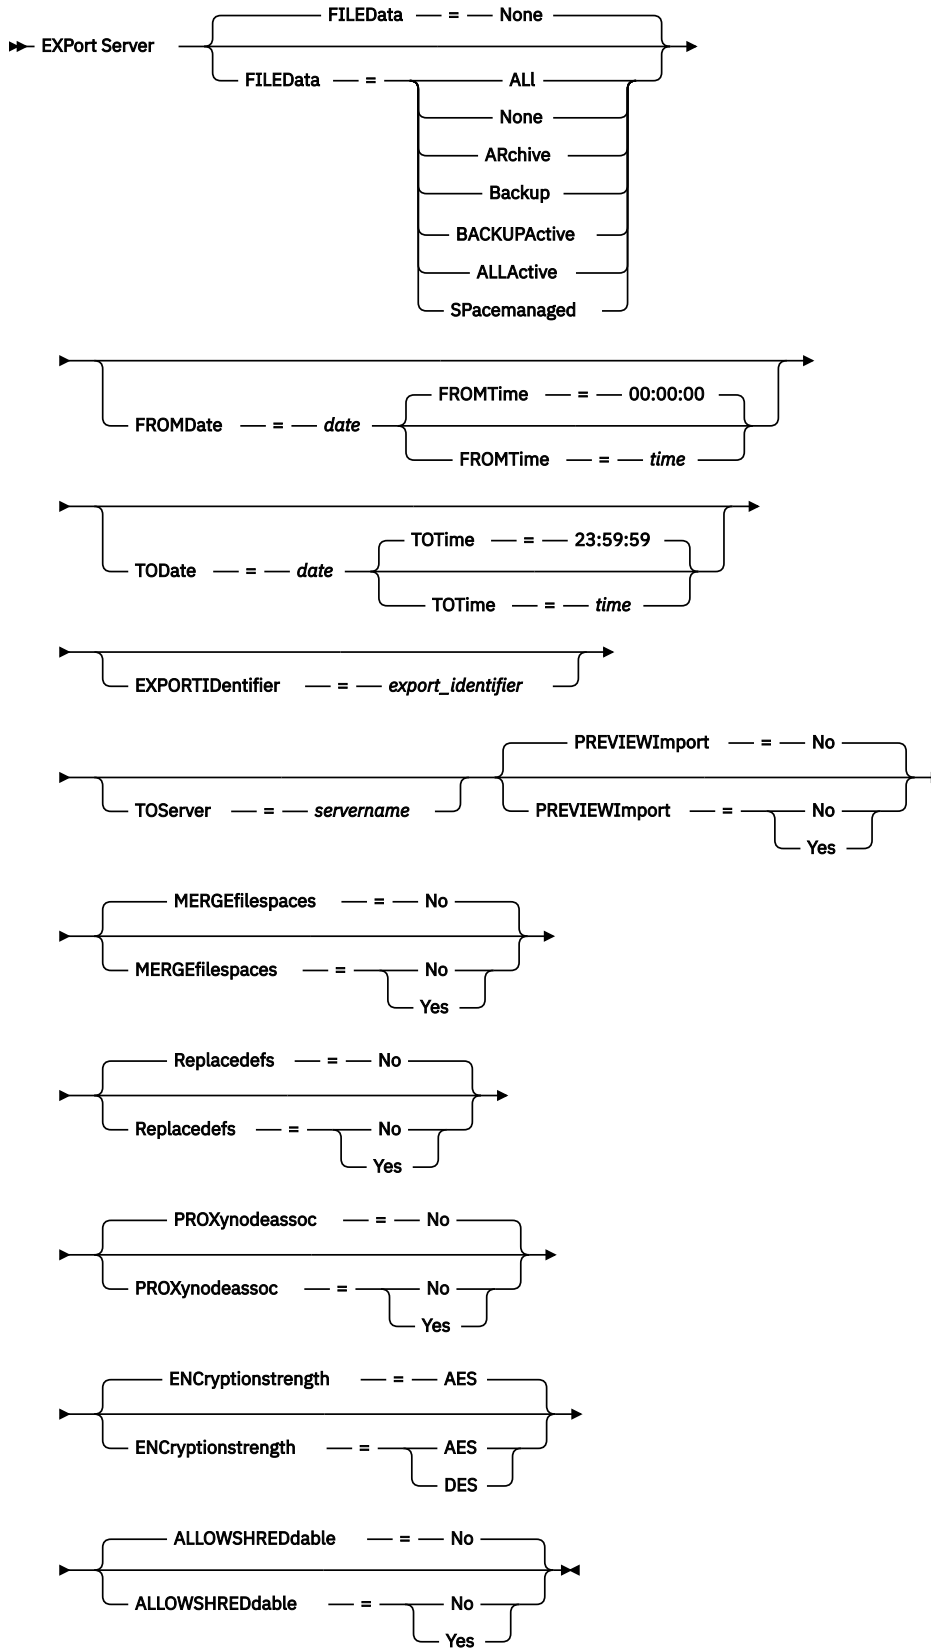 FILEData = None
EXPort Server
FILEData = ALl
None
ARchive
Backup
BACKUPActive
ALLActive
SPacemanaged
FROMTime = 00:00:00
FROMDate = date
FROMTime = time
TOTime = 23:59:59
TODate = date
TOTime = time
EXPORTIDentifier = export_identifier
PREVIEWImport = No
TOServer = servername PREVIEWImport = No
Yes
MERGEfilespaces = No
MERGEfilespaces = No
Yes
Replacedefs = No
Replacedefs = No
Yes
PROXynodeassoc = No
PROXynodeassoc = No
Yes
ENCryptionstrength = AES
ENCryptionstrength = AES
DES
ALLOWSHREDdable = No
ALLOWSHREDdable = No
Yes